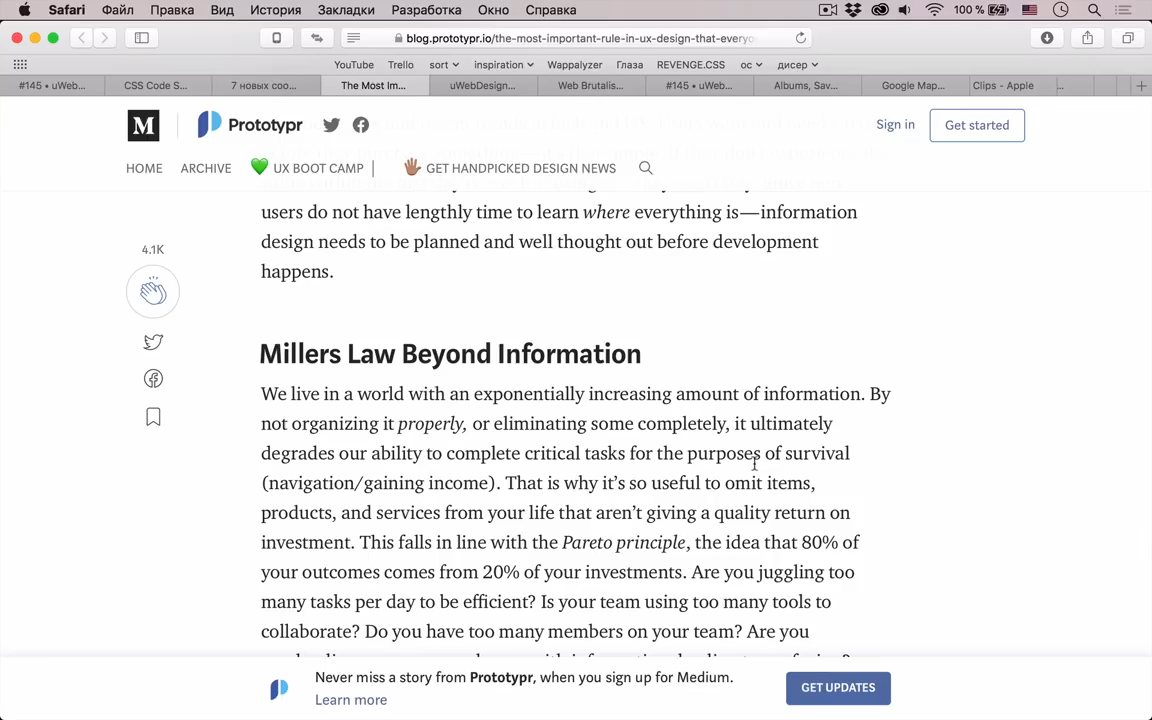 Safari Файл Правка Вид История Закладки Разработка Окно Справка 100 %
blog.prototypr.io/the-most-important-rule-in-ux-design-that-everyo
YouTube Trello sort inspiration Wappalyzer Глаза REVENGE.CSS ос дисер
#145 • uWeb... CSS Code S... 7 новых соо... The Most Im... uWebDesign... Web Brutalis... #145 • uWeb... Albums, Sav... Google Map... Clips - Apple ...
M Prototypr Sign in Get started
HOME ARCHIVE UX BOOT CAMP GET HANDPICKED DESIGN NEWS
users do not have lengthly time to learn where everything is—information
design needs to be planned and well thought out before development
happens.
4.1K
Millers Law Beyond Information
We live in a world with an exponentially increasing amount of information. By
not organizing it properly, or eliminating some completely, it ultimately
degrades our ability to complete critical tasks for the purposes of survival
(navigation/gaining income). That is why it's so useful to omit items,
products, and services from your life that aren't giving a quality return on
investment. This falls in line with the Pareto principle, the idea that 80% of
your outcomes comes from 20% of your investments. Are you juggling too
many tasks per day to be efficient? Is your team using too many tools to
collaborate? Do you have too many members on your team? Are you
Never miss a story from Prototypr, when you sign up for Medium.
Learn more
GET UPDATES